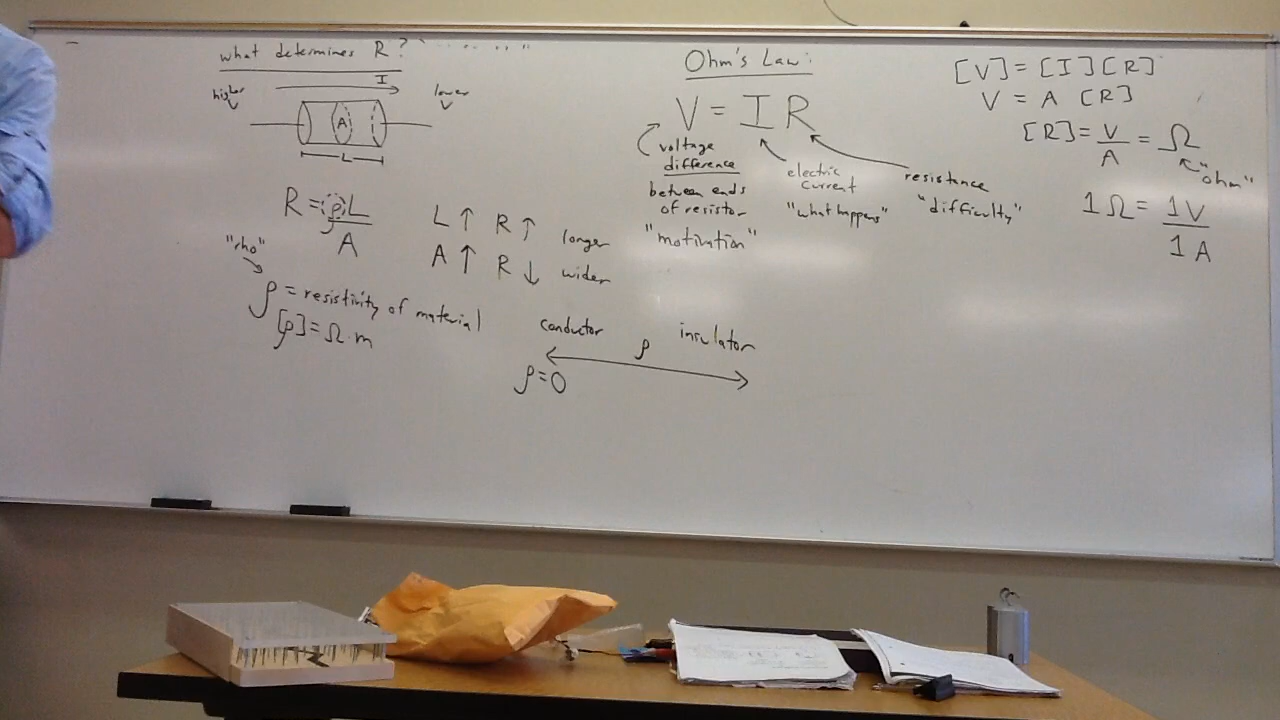 what determines R?
I
higher
V
lower
V
A
L
R = ρL
A
"rho"
L ↑ R ↑ longer
A ↑ R ↓ wider
ρ = resistivity of material
[ρ] = Ω·m
conductor ρ insulator
ρ=0
Ohm's Law:
V = I R
voltage
difference
between ends
of resistor
"motivation"
electric
current
"what happens"
resistance
"difficulty"
[V] = [I][R]
V = A [R]
[R] = V/A = Ω
"ohm"
1Ω = 1V
1A